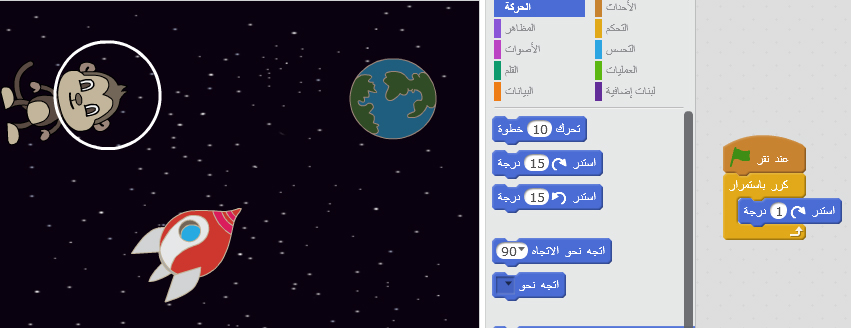 الحركة
الأحداث
المظاهر
التحكم
الأصوات
التحسس
القلم
العمليات
البيانات
لبنات إضافية
تحرك 10 خطوة
استدر 15 درجة
استدر 15 درجة
اتجه نحو الاتجاه 90
اتجه نحو
عند نقر
كرر باستمرار
استدر 1 درجة